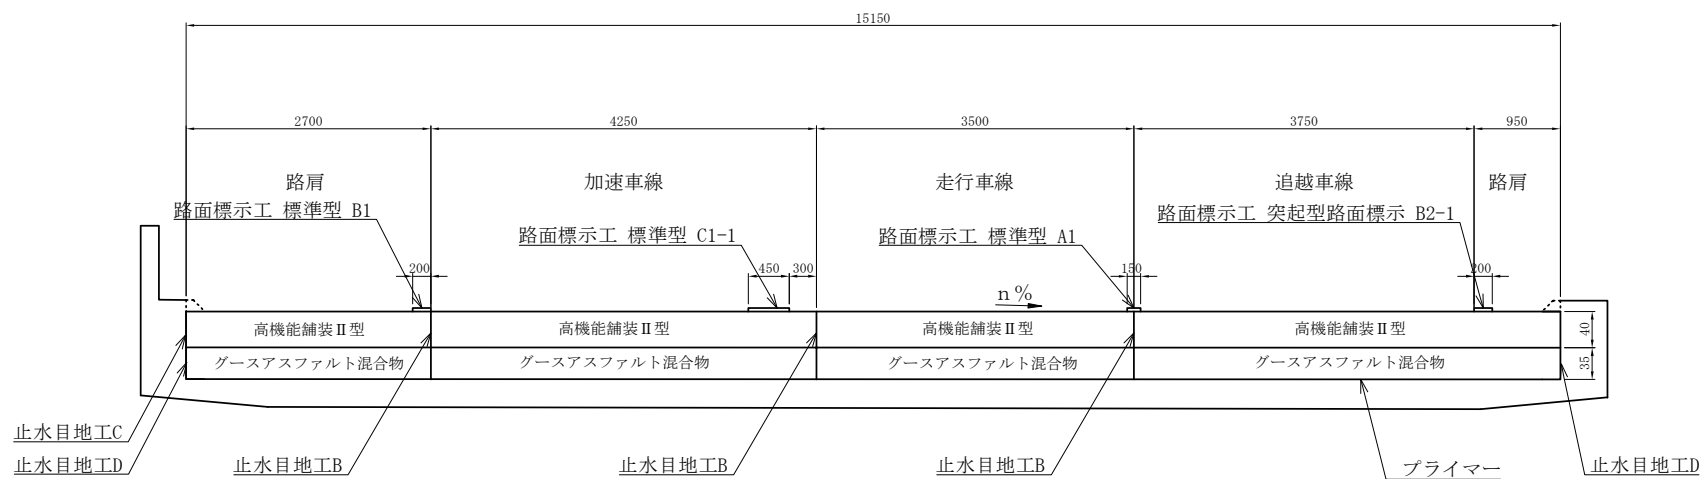 15150
2700 4250 3500 3750 950
路肩 加速車線 走行車線 追越車線 路肩
路面標示工 標準型 B1
路面標示工 標準型 C1-1
路面標示工 標準型 A1
路面標示工 突起型路面標示 B2-1
200 450 300 150 200
n%
高機能舗装Ⅱ型 高機能舗装Ⅱ型 高機能舗装Ⅱ型 高機能舗装Ⅱ型 40
グースアスファルト混合物 グースアスファルト混合物 グースアスファルト混合物 グースアスファルト混合物 35
止水目地工C
止水目地工D 止水目地工B 止水目地工B 止水目地工B プライマー 止水目地工D